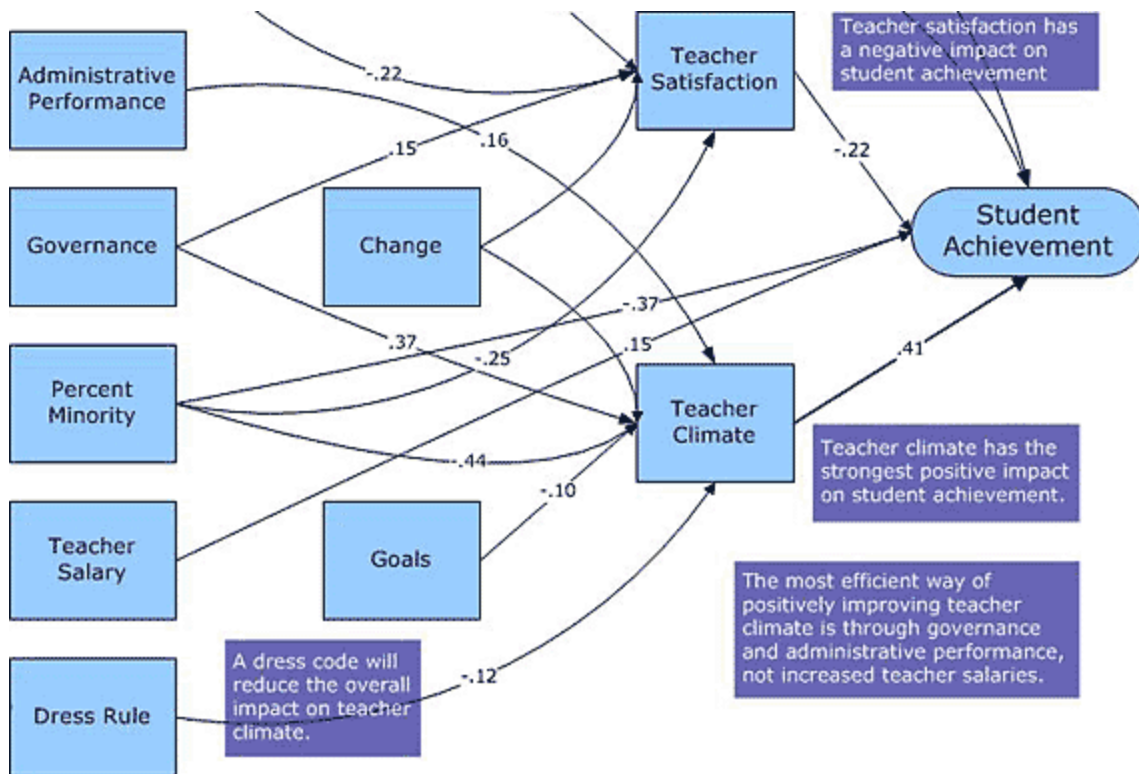 Administrative
Performance
Teacher
Satisfaction
Teacher satisfaction has
a negative impact on
student achievement
-.22
.15
.16
-.22
Governance
Change
Student
Achievement
-.37
.37
-.25
.15
.41
Percent
Minority
Teacher
Climate
-.44
-.10
Teacher climate has the
strongest positive impact
on student achievement.
Teacher
Salary
Goals
The most efficient way of
positively improving teacher
climate is through governance
and administrative performance,
not increased teacher salaries.
A dress code will
reduce the overall
impact on teacher
climate.
-.12
Dress Rule